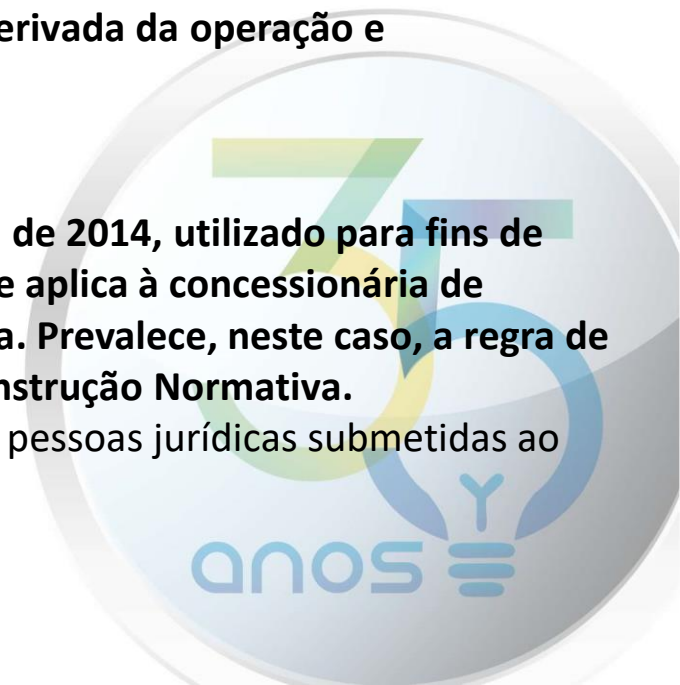 erivada da operação e
de 2014, utilizado para fins de
e aplica à concessionária de
a. Prevalece, neste caso, a regra de
nstrução Normativa.
pessoas jurídicas submetidas ao
35
anos